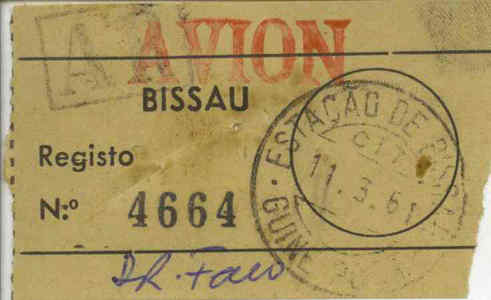 AVION
BISSAU
Registo
N.º 4664
ESTAÇÃO DE
11.3.61
GUINÉ